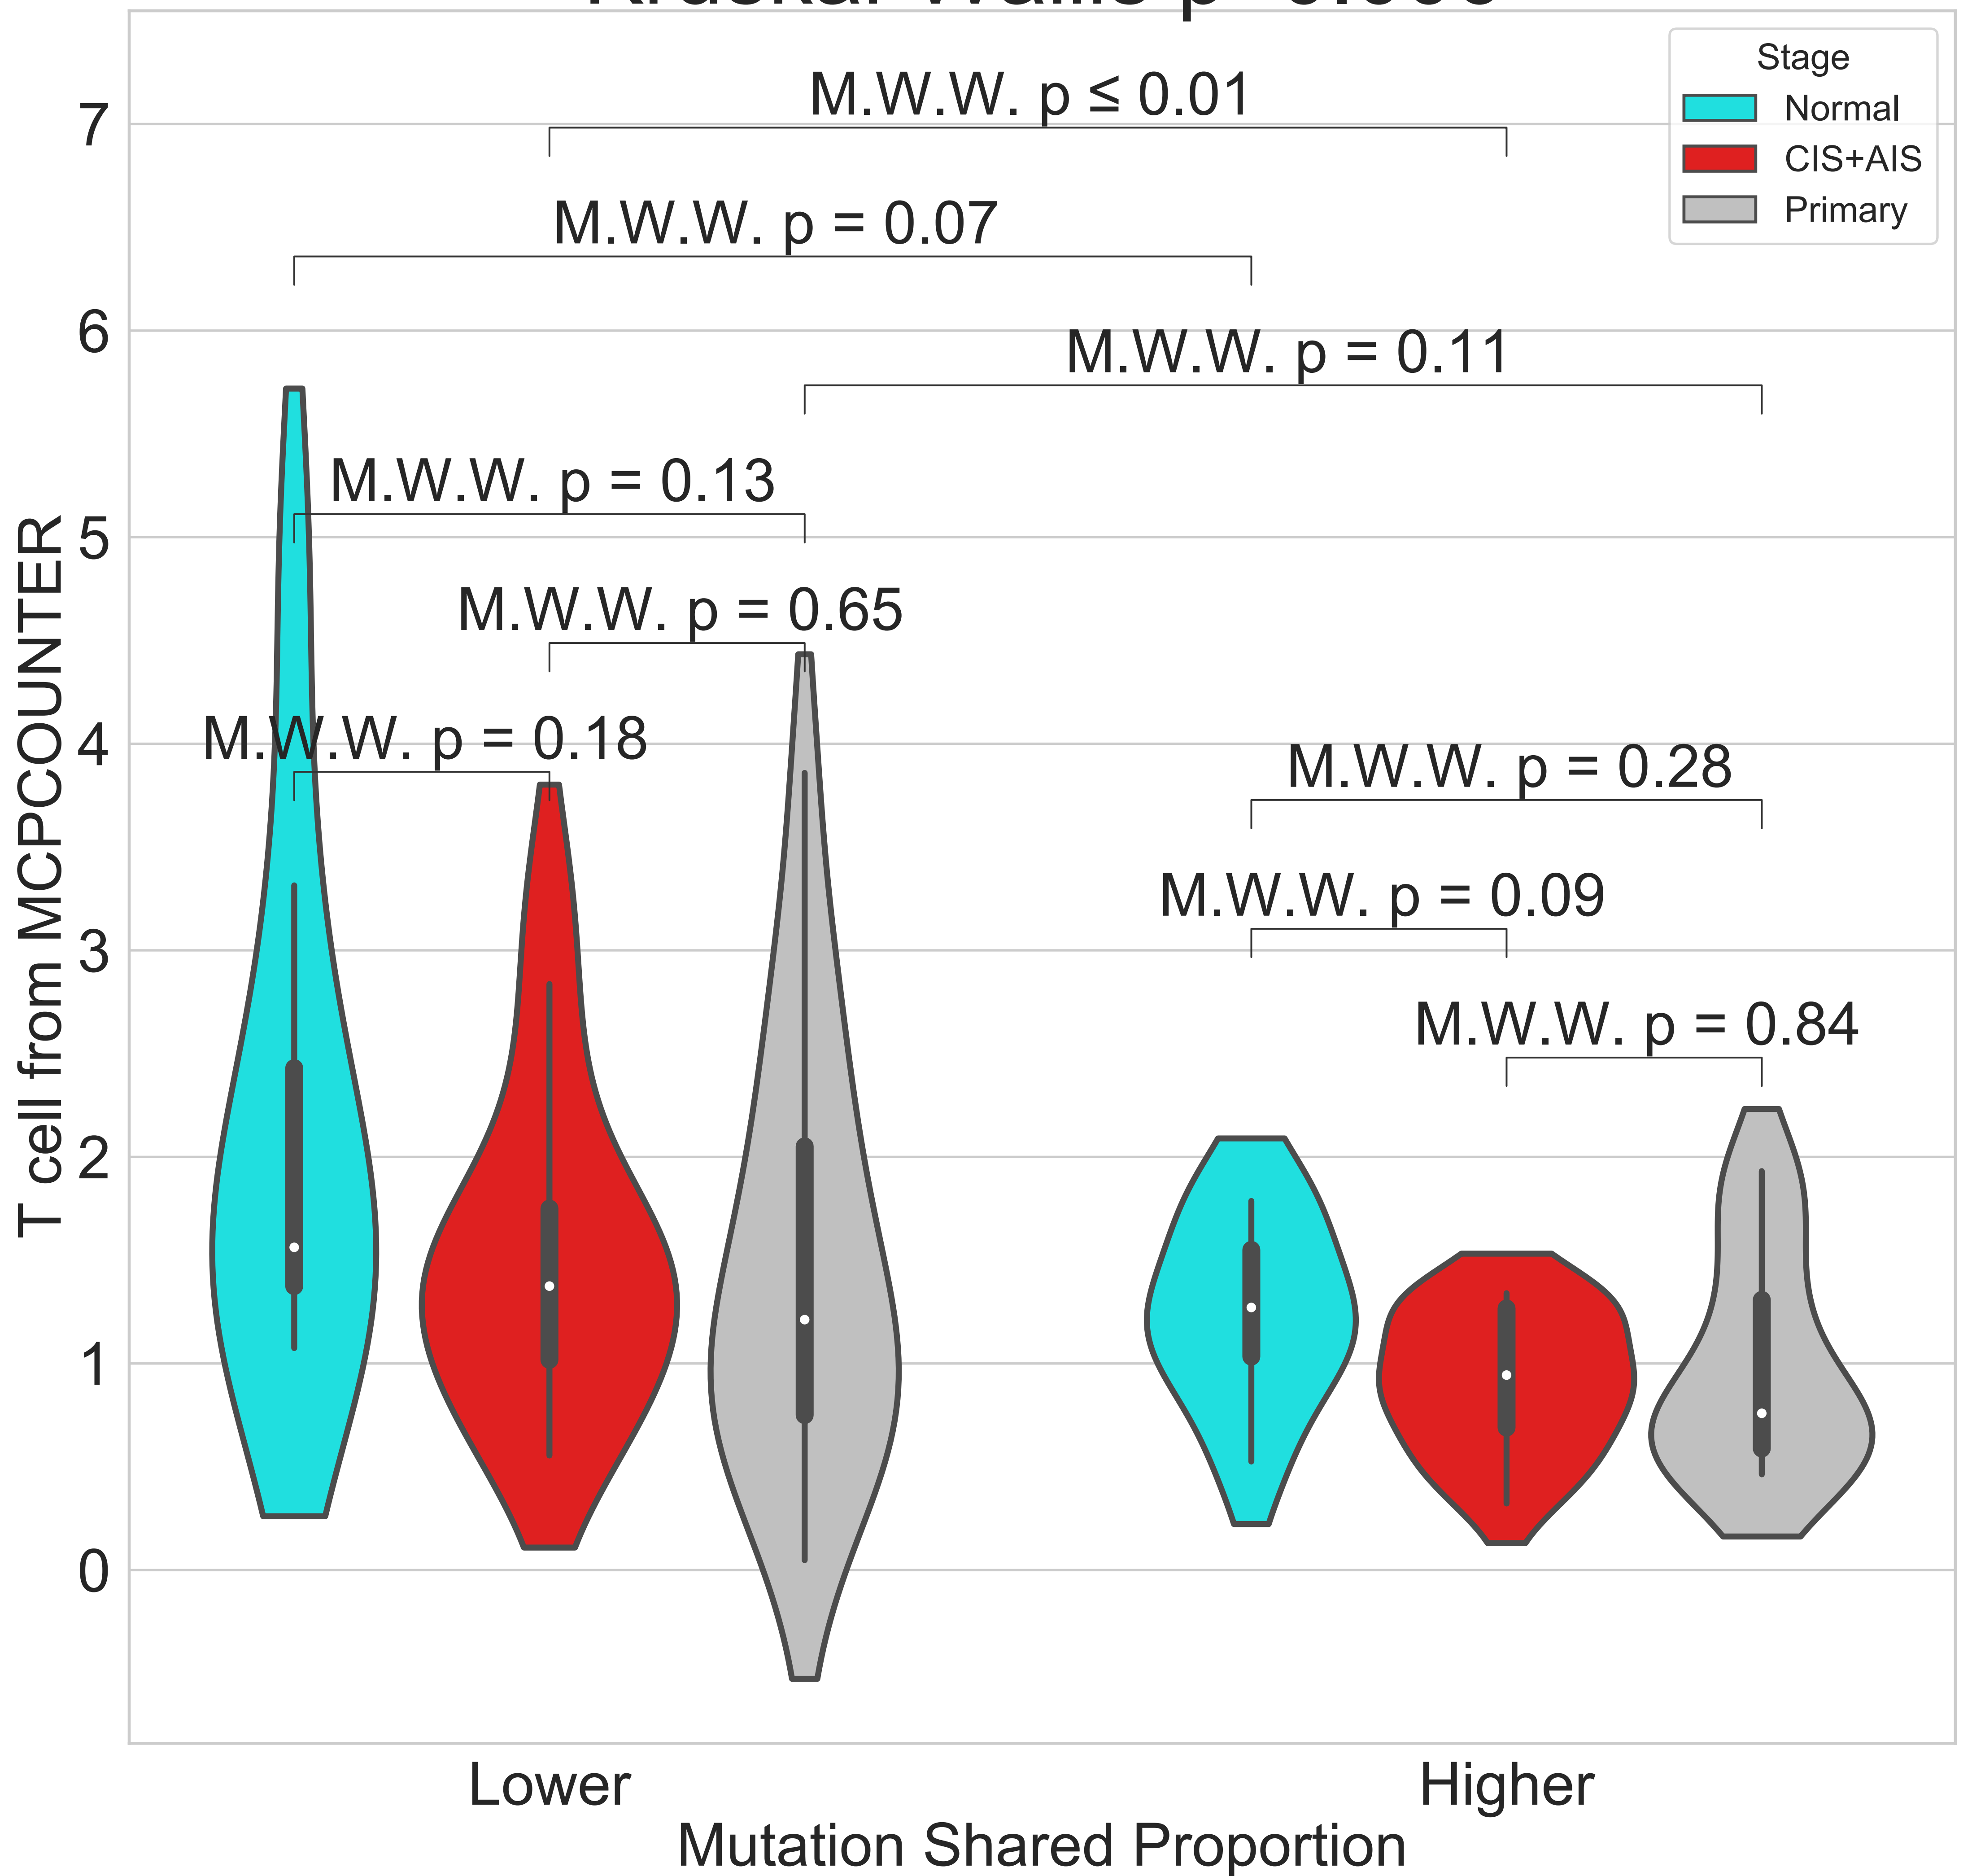 Stage
Normal
CIS+AIS
Primary
M.W.W. p ≤ 0.01
M.W.W. p = 0.07
M.W.W. p = 0.11
M.W.W. p = 0.13
M.W.W. p = 0.65
M.W.W. p = 0.18
M.W.W. p = 0.28
M.W.W. p = 0.09
M.W.W. p = 0.84
T cell from MCPCOUNTER
7
6
5
4
3
2
1
0
Lower
Higher
Mutation Shared Proportion